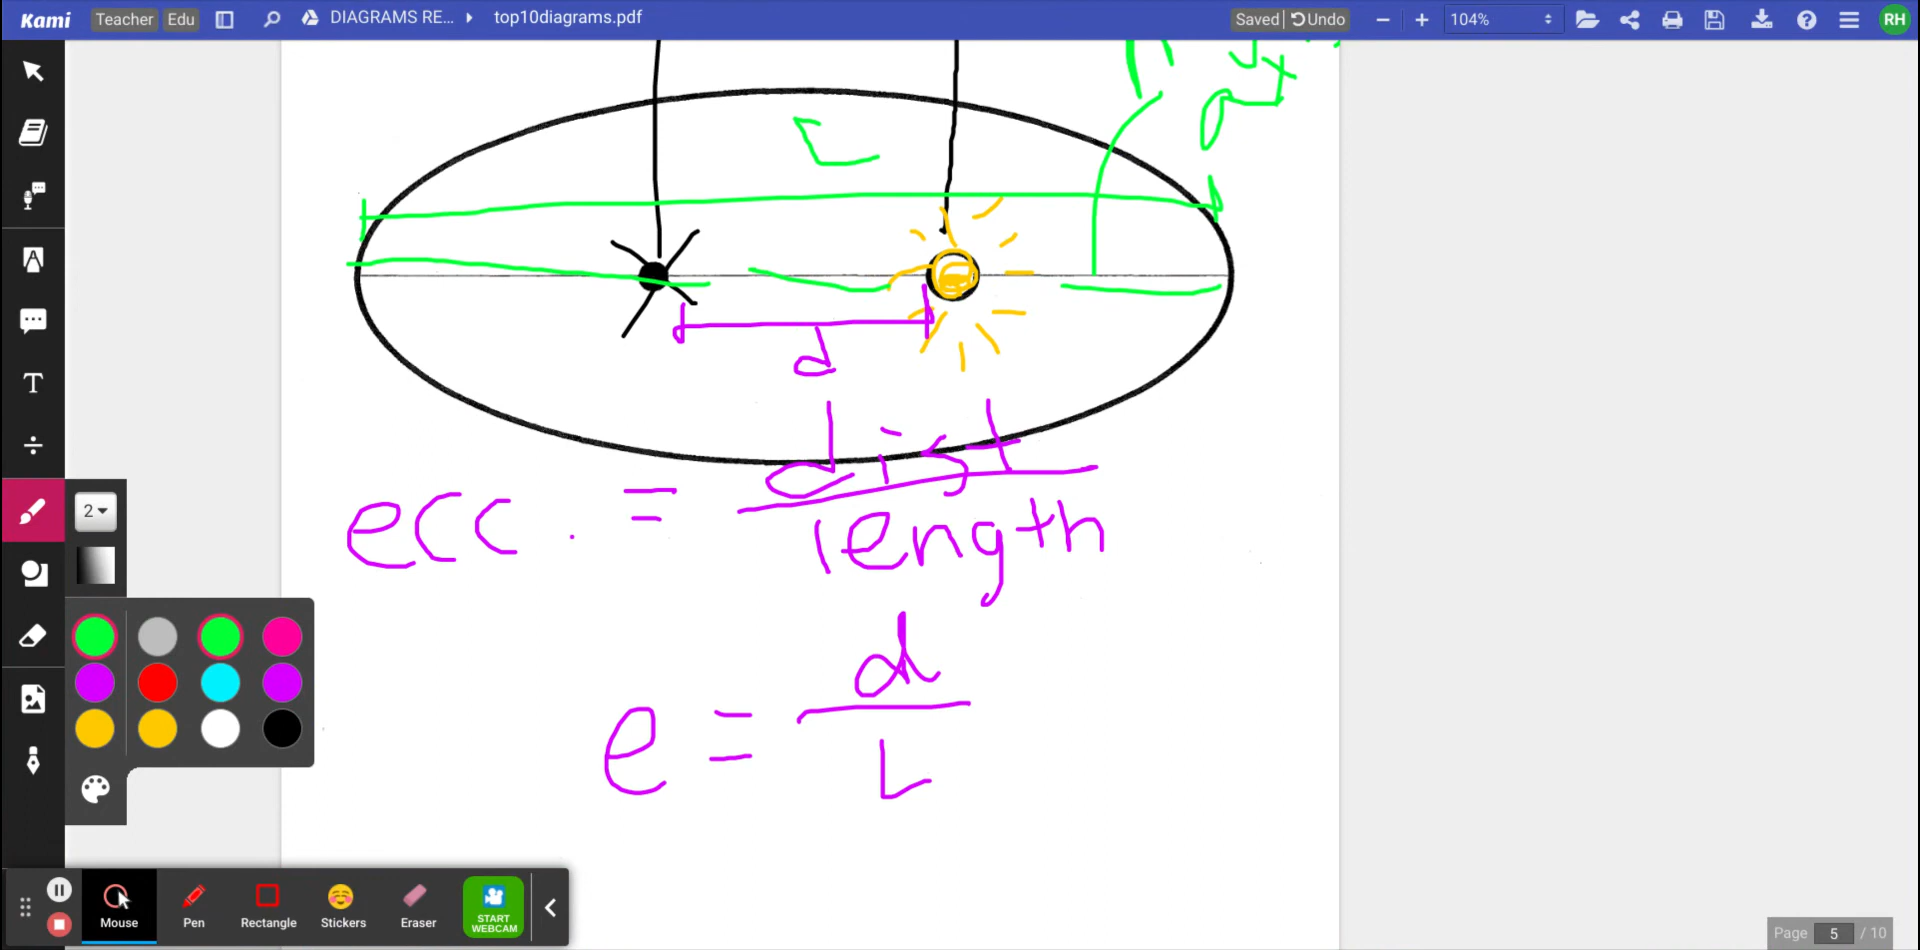 Kami Teacher Edu DIAGRAMS RE... top10diagrams.pdf Saved Undo 104% RH
L
d
ecc. = dist
length
e = d
L
2
T
Mouse Pen Rectangle Stickers Eraser START WEBCAM
Page 5 / 10